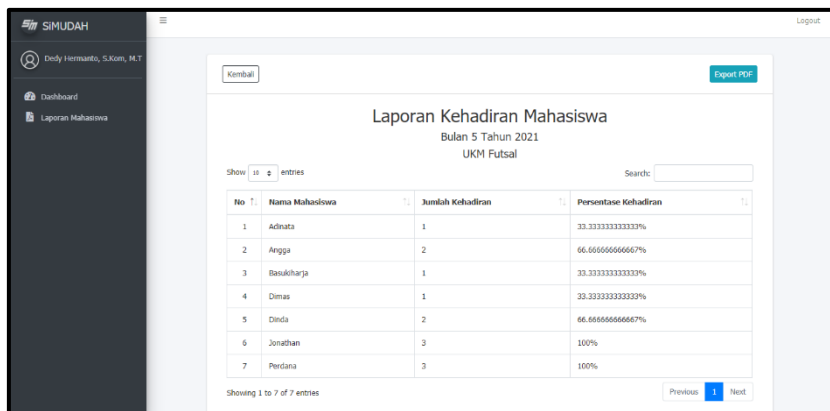 Sim SIMUDAH
Logout
Dedy Hermanto, S.Kom, M.T
Dashboard
Laporan Mahasiswa
Kembali
Export PDF
Laporan Kehadiran Mahasiswa
Bulan 5 Tahun 2021
UKM Futsal
Show 10 entries
Search:
No Nama Mahasiswa Jumlah Kehadiran Persentase Kehadiran
1 Adinata 1 33.333333333333%
2 Angga 2 66.666666666667%
3 Basukiharja 1 33.333333333333%
4 Dimas 1 33.333333333333%
5 Dinda 2 66.666666666667%
6 Jonathan 3 100%
7 Perdana 3 100%
Showing 1 to 7 of 7 entries
Previous 1 Next